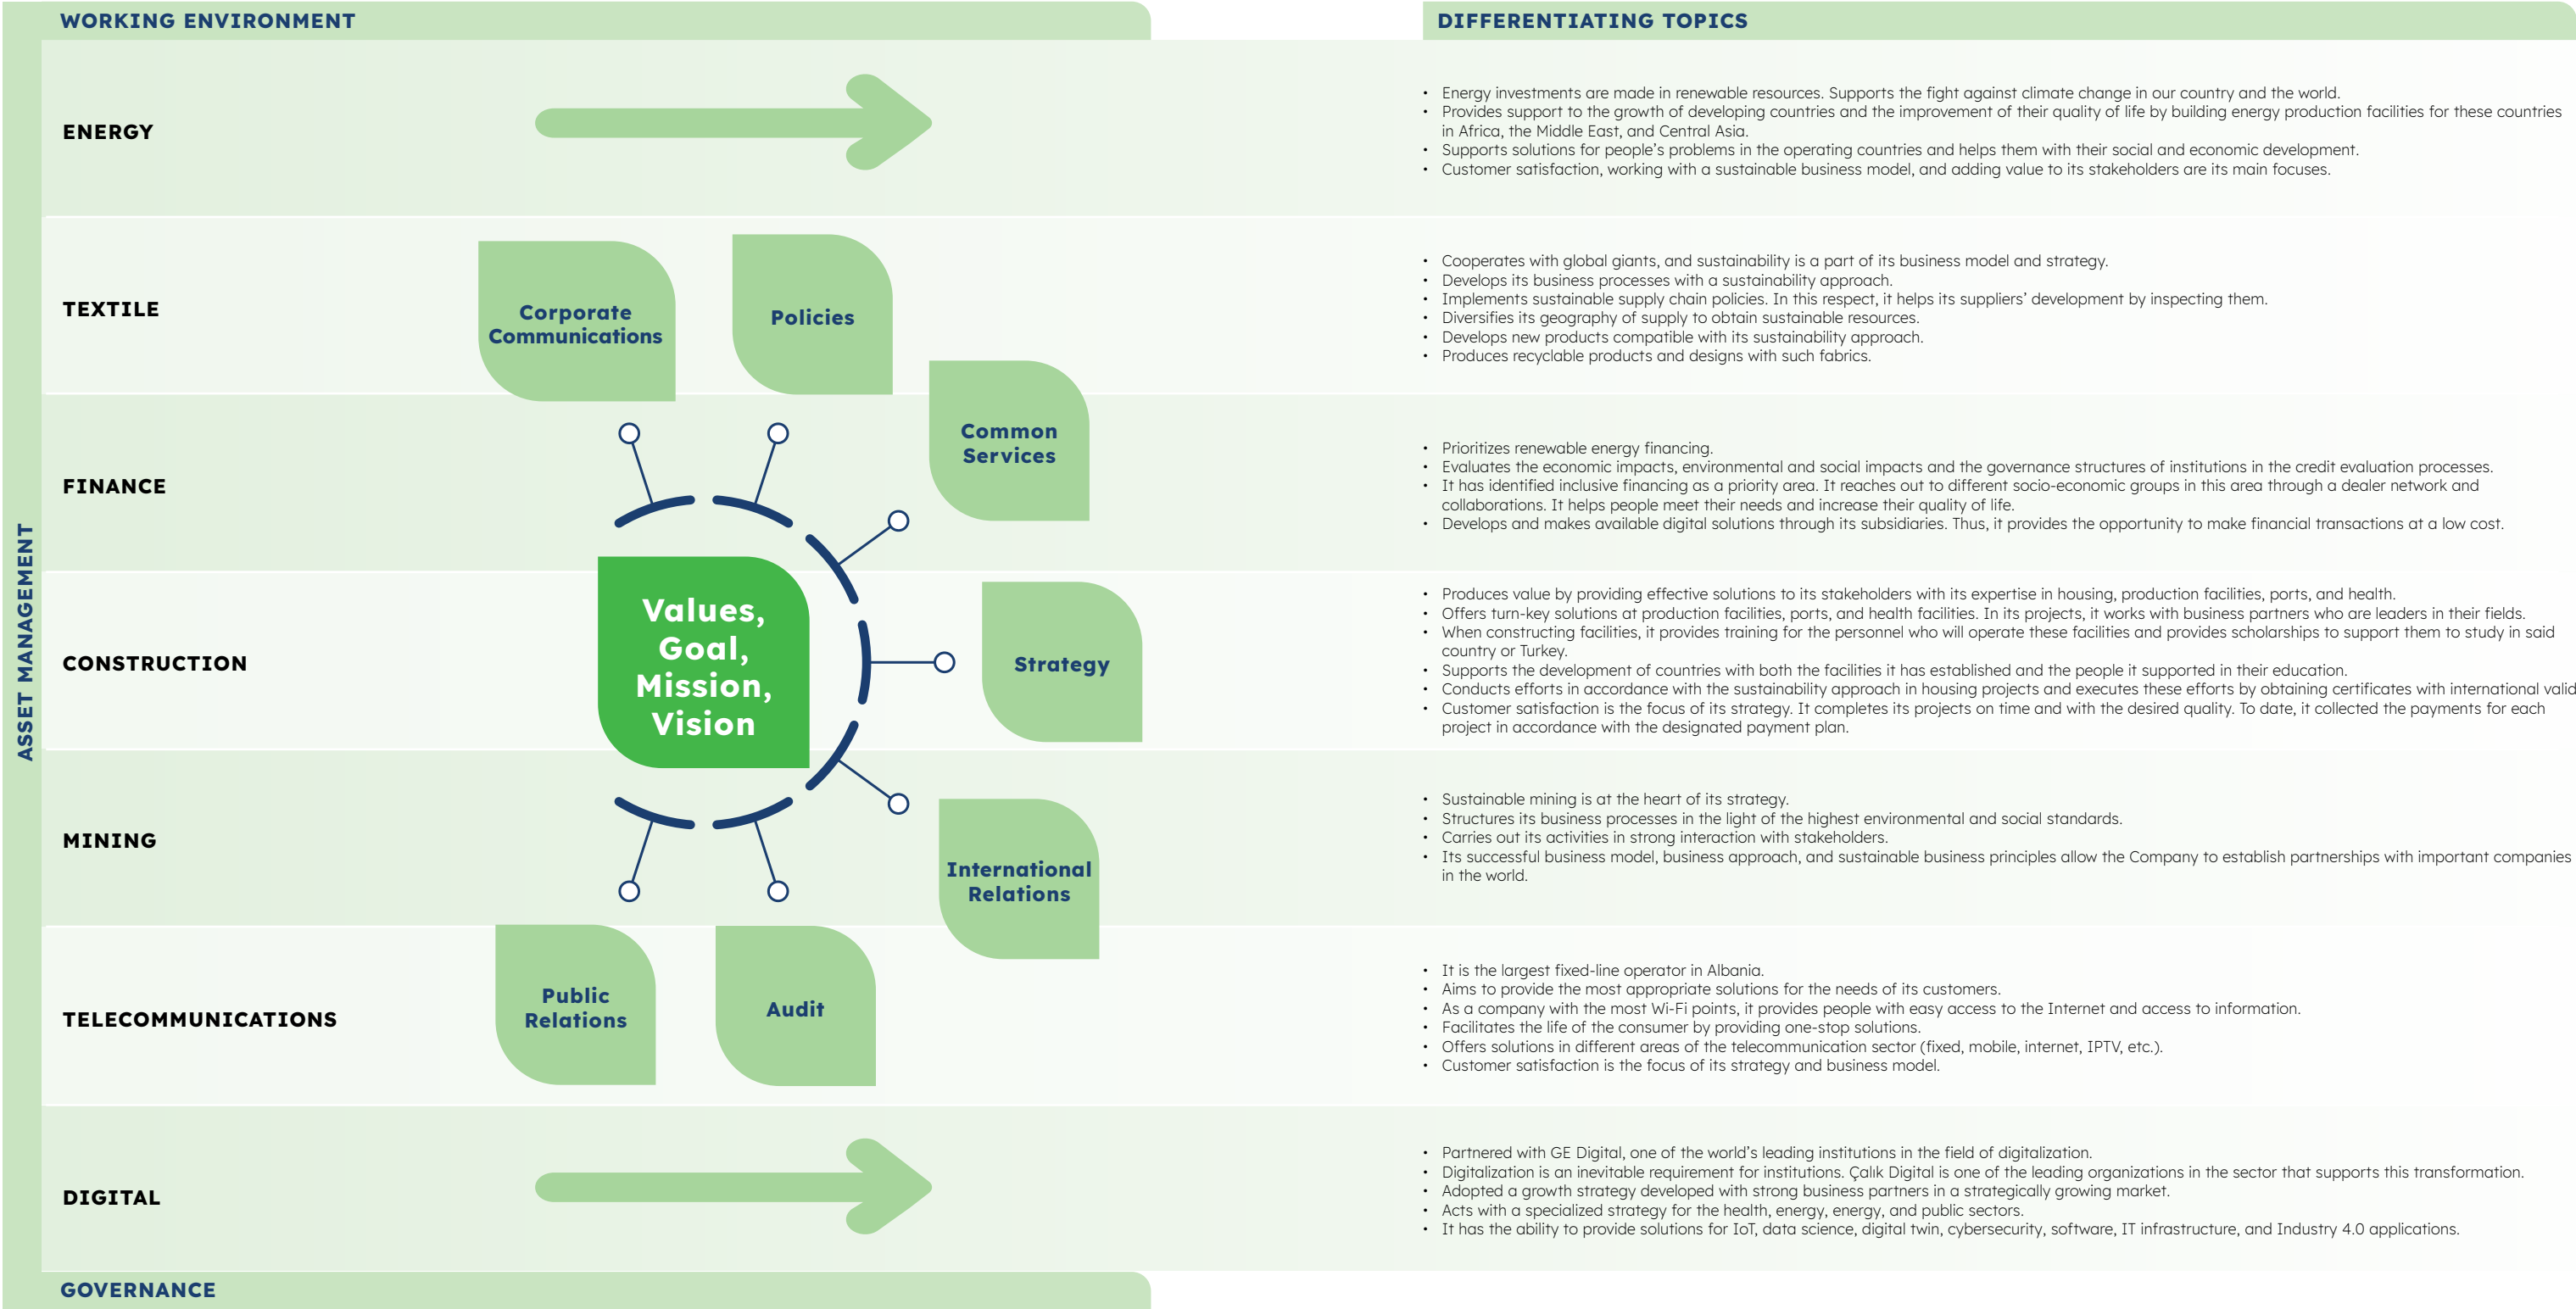 WORKING ENVIRONMENT
DIFFERENTIATING TOPICS
ASSET MANAGEMENT
ENERGY
• Energy investments are made in renewable resources. Supports the fight against climate change in our country and the world.
• Provides support to the growth of developing countries and the improvement of their quality of life by building energy production facilities for these countries
in Africa, the Middle East, and Central Asia.
• Supports solutions for people's problems in the operating countries and helps them with their social and economic development.
• Customer satisfaction, working with a sustainable business model, and adding value to its stakeholders are its main focuses.
TEXTILE
• Cooperates with global giants, and sustainability is a part of its business model and strategy.
• Develops its business processes with a sustainability approach.
• Implements sustainable supply chain policies. In this respect, it helps its suppliers' development by inspecting them.
• Diversifies its geography of supply to obtain sustainable resources.
• Develops new products compatible with its sustainability approach.
• Produces recyclable products and designs with such fabrics.
FINANCE
• Prioritizes renewable energy financing.
• Evaluates the economic impacts, environmental and social impacts and the governance structures of institutions in the credit evaluation processes.
• It has identified inclusive financing as a priority area. It reaches out to different socio-economic groups in this area through a dealer network and
collaborations. It helps people meet their needs and increase their quality of life.
• Develops and makes available digital solutions through its subsidiaries. Thus, it provides the opportunity to make financial transactions at a low cost.
CONSTRUCTION
• Produces value by providing effective solutions to its stakeholders with its expertise in housing, production facilities, ports, and health.
• Offers turn-key solutions at production facilities, ports, and health facilities. In its projects, it works with business partners who are leaders in their fields.
• When constructing facilities, it provides training for the personnel who will operate these facilities and provides scholarships to support them to study in said
country or Turkey.
• Supports the development of countries with both the facilities it has established and the people it supported in their education.
• Conducts efforts in accordance with the sustainability approach in housing projects and executes these efforts by obtaining certificates with international valid
• Customer satisfaction is the focus of its strategy. It completes its projects on time and with the desired quality. To date, it collected the payments for each
project in accordance with the designated payment plan.
MINING
• Sustainable mining is at the heart of its strategy.
• Structures its business processes in the light of the highest environmental and social standards.
• Carries out its activities in strong interaction with stakeholders.
• Its successful business model, business approach, and sustainable business principles allow the Company to establish partnerships with important companies
in the world.
TELECOMMUNICATIONS
• It is the largest fixed-line operator in Albania.
• Aims to provide the most appropriate solutions for the needs of its customers.
• As a company with the most Wi-Fi points, it provides people with easy access to the Internet and access to information.
• Facilitates the life of the consumer by providing one-stop solutions.
• Offers solutions in different areas of the telecommunication sector (fixed, mobile, internet, IPTV, etc.).
• Customer satisfaction is the focus of its strategy and business model.
DIGITAL
• Partnered with GE Digital, one of the world's leading institutions in the field of digitalization.
• Digitalization is an inevitable requirement for institutions. Çalık Digital is one of the leading organizations in the sector that supports this transformation.
• Adopted a growth strategy developed with strong business partners in a strategically growing market.
• Acts with a specialized strategy for the health, energy, energy, and public sectors.
• It has the ability to provide solutions for IoT, data science, digital twin, cybersecurity, software, IT infrastructure, and Industry 4.0 applications.
Corporate
Communications
Policies
Common
Services
Values,
Goal,
Mission,
Vision
Strategy
International
Relations
Public
Relations
Audit
GOVERNANCE